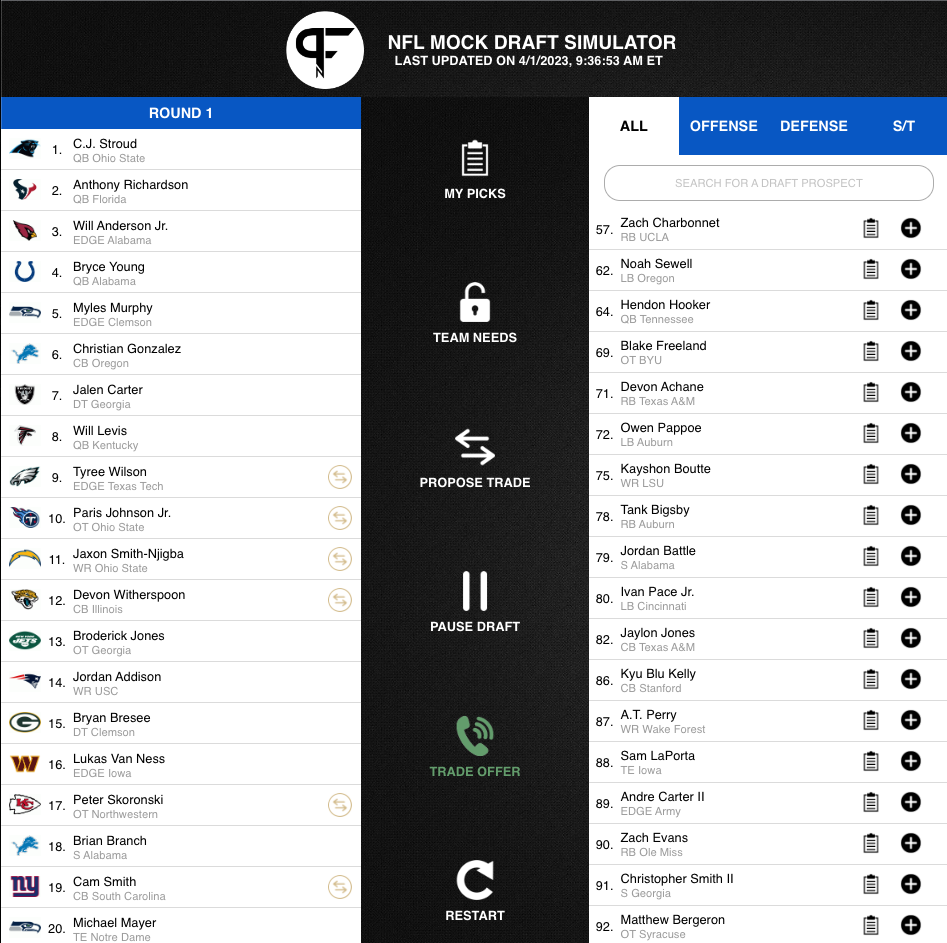 PF
N
NFL MOCK DRAFT SIMULATOR
LAST UPDATED ON 4/1/2023, 9:36:53 AM ET
ROUND 1
1. C.J. Stroud
QB Ohio State
2. Anthony Richardson
QB Florida
3. Will Anderson Jr.
EDGE Alabama
4. Bryce Young
QB Alabama
5. Myles Murphy
EDGE Clemson
6. Christian Gonzalez
CB Oregon
7. Jalen Carter
DT Georgia
8. Will Levis
QB Kentucky
9. Tyree Wilson
EDGE Texas Tech
10. Paris Johnson Jr.
OT Ohio State
11. Jaxon Smith-Njigba
WR Ohio State
12. Devon Witherspoon
CB Illinois
JETS
13. Broderick Jones
OT Georgia
14. Jordan Addison
WR USC
G
15. Bryan Bresee
DT Clemson
W
16. Lukas Van Ness
EDGE Iowa
KC
17. Peter Skoronski
OT Northwestern
18. Brian Branch
S Alabama
ny
19. Cam Smith
CB South Carolina
20. Michael Mayer
TE Notre Dame
MY PICKS
TEAM NEEDS
PROPOSE TRADE
PAUSE DRAFT
TRADE OFFER
RESTART
ALL OFFENSE DEFENSE S/T
SEARCH FOR A DRAFT PROSPECT
57. Zach Charbonnet
RB UCLA
62. Noah Sewell
LB Oregon
64. Hendon Hooker
QB Tennessee
69. Blake Freeland
OT BYU
71. Devon Achane
RB Texas A&M
72. Owen Pappoe
LB Auburn
75. Kayshon Boutte
WR LSU
78. Tank Bigsby
RB Auburn
79. Jordan Battle
S Alabama
80. Ivan Pace Jr.
LB Cincinnati
82. Jaylon Jones
CB Texas A&M
86. Kyu Blu Kelly
CB Stanford
87. A.T. Perry
WR Wake Forest
88. Sam LaPorta
TE Iowa
89. Andre Carter II
EDGE Army
90. Zach Evans
RB Ole Miss
91. Christopher Smith II
S Georgia
92. Matthew Bergeron
OT Syracuse